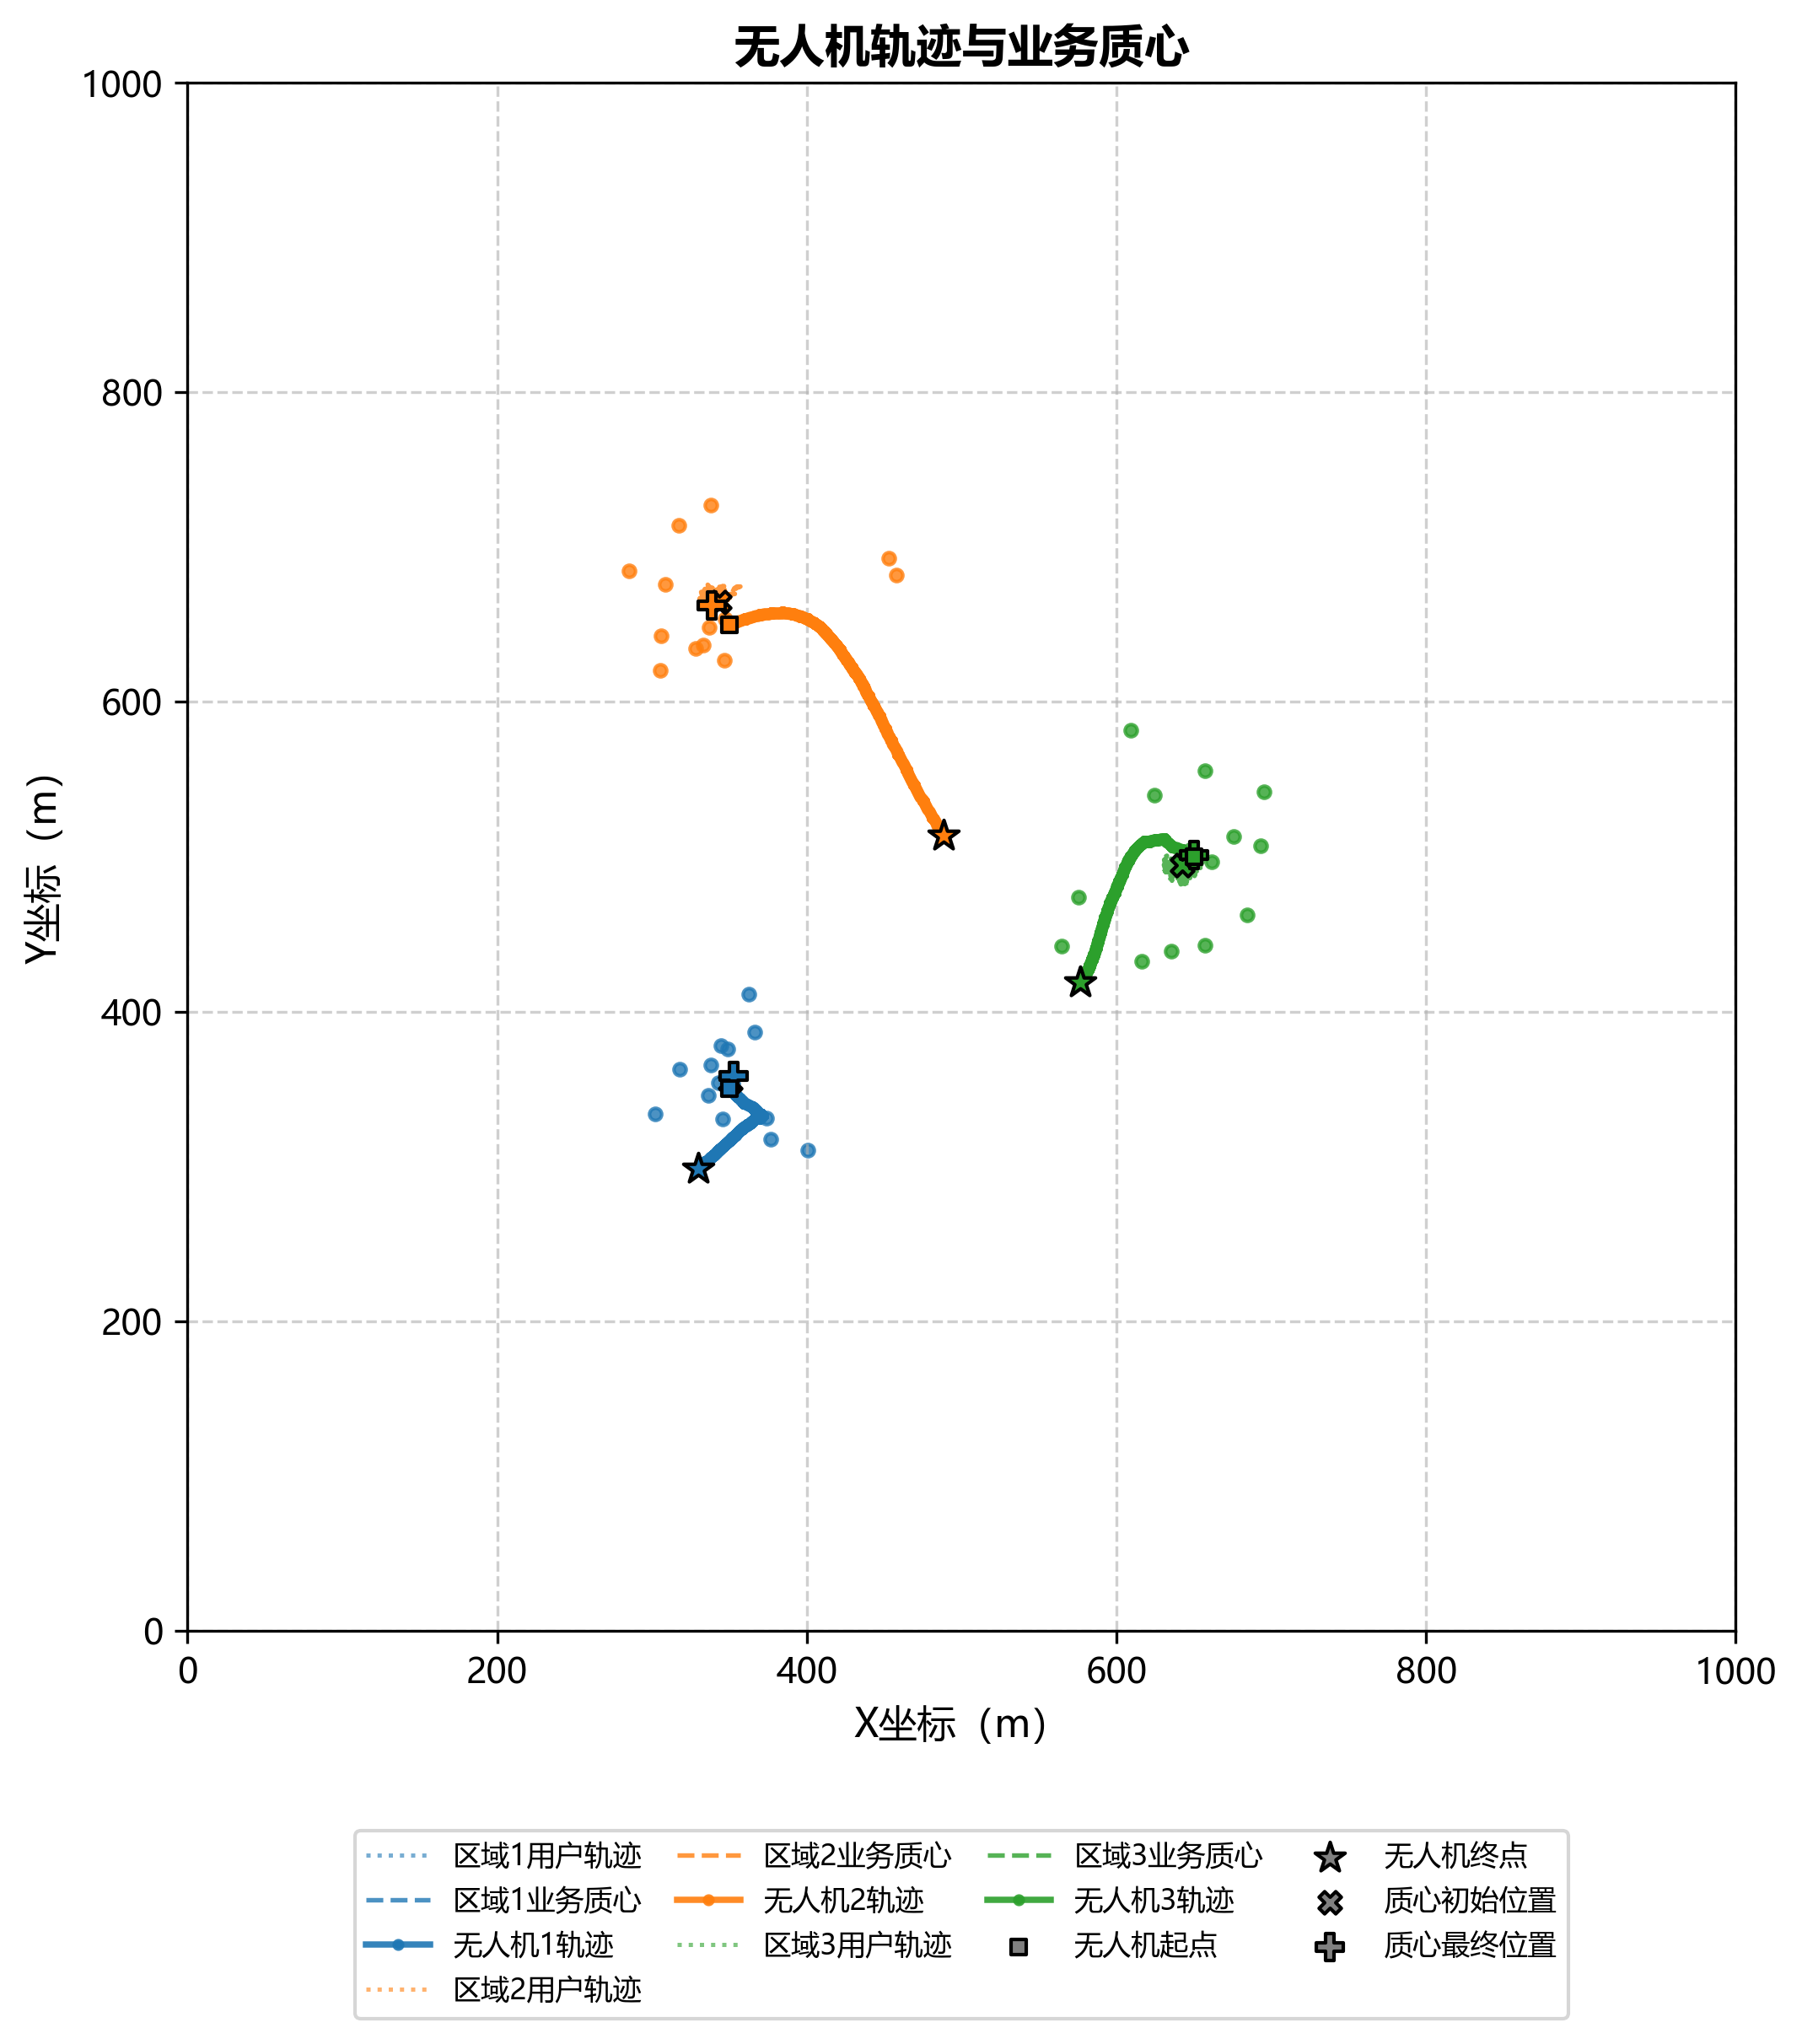 无人机轨迹与业务质心
1000
800
600
400
200
0
Y坐标（m）
0 200 400 600 800 1000
X坐标（m）
区域1用户轨迹
区域1业务质心
无人机1轨迹
区域2用户轨迹
区域2业务质心
无人机2轨迹
区域3用户轨迹
区域3业务质心
无人机3轨迹
无人机起点
无人机终点
质心初始位置
质心最终位置